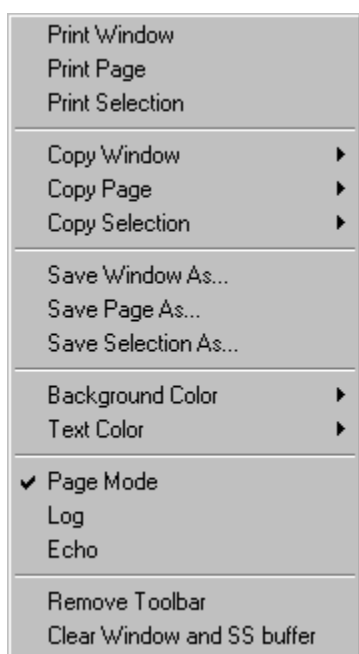 Print Window
Print Page
Print Selection
Copy Window
Copy Page
Copy Selection
Save Window As...
Save Page As...
Save Selection As...
Background Color
Text Color
Page Mode
Log
Echo
Remove Toolbar
Clear Window and SS buffer